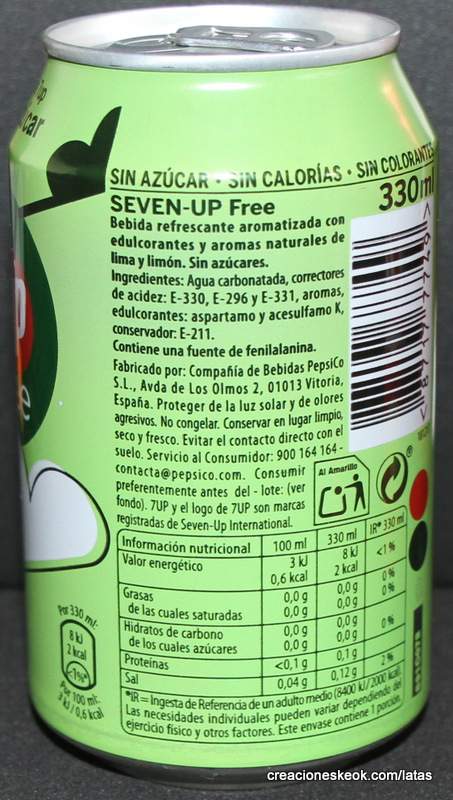 car
SIN AZÚCAR • SIN CALORÍAS • SIN COLORANTES
330ml
SEVEN-UP Free
Bebida refrescante aromatizada con
edulcorantes y aromas naturales de
lima y limón. Sin azúcares.
Ingredientes: Agua carbonatada, correctores
de acidez: E-330, E-296 y E-331, aromas,
edulcorantes: aspartamo y acesulfamo K,
conservador: E-211.
Contiene una fuente de fenilalanina.
Fabricado por: Compañía de Bebidas PepsiCo
S.L., Avda de Los Olmos 2, 01013 Vitoria,
España. Proteger de la luz solar y de olores
agresivos. No congelar. Conservar en lugar limpio,
seco y fresco. Evitar el contacto directo con el
suelo. Servicio al Consumidor: 900 164 164 -
contacta@pepsico.com. Consumir
preferentemente antes del - lote: (ver
fondo). 7UP y el logo de 7UP son marcas
registradas de Seven-Up International.
Al Amarillo
Información nutricional 100 ml 330 ml IR* 330 ml
Valor energético 3 kJ 8 kJ <1%
0,6 kcal 2 kcal
Grasas 0,0 g 0,0 g 0%
de las cuales saturadas 0,0 g 0,0 g 0%
Hidratos de carbono 0,0 g 0,0 g
de los cuales azúcares 0,0 g 0,0 g 0%
Proteínas <0,1 g 0,1 g
Sal 0,04 g 0,12 g 2%
*IR = Ingesta de Referencia de un adulto medio (8400 kJ/2000 kcal).
Las necesidades individuales pueden variar dependiendo del
ejercicio físico y otros factores. Este envase contiene 1 porción.
Por 330 ml:
8 kJ
2 kcal
<1%*
Por 100 ml:
3 kJ/0,6 kcal
creacioneskeok.com/latas